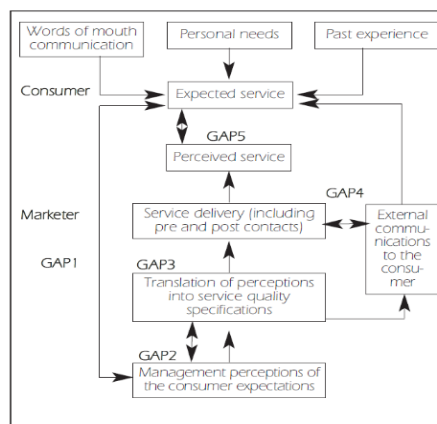 Words of mouth
communication
Personal needs
Past experience
Consumer
Expected service
GAP5
Perceived service
GAP4
Marketer
Service delivery (including
pre and post contacts)
External
commu-
nications
to the
consu-
mer
GAP1
GAP3
Translation of perceptions
into service quality
specifications
GAP2
Management perceptions of
the consumer expectations